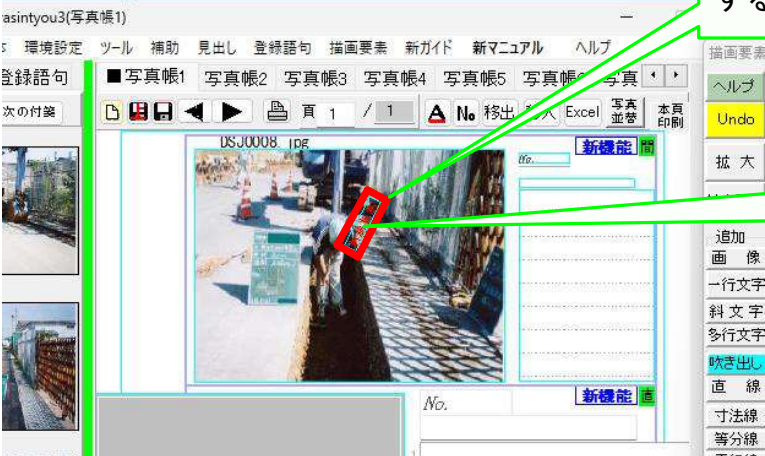 asintyou3(写真帳1)
する
環境設定 ツール 補助 見出し 登録語句 描画要素 新ガイド 新マニュアル ヘルプ
描画要素
登録語句 ■写真帳1 写真帳2 写真帳3 写真帳4 写真帳5 写真帳6 写真
ヘルプ
次の付箋 頁 1 / 1 A No 移出 Excel 写真並替 本頁印刷
Undo
DSJ0008.jpg
新機能 間
No.
拡大
追加
画像
一行文字
斜文字
多行文字
吹き出し
新機能 直
直線
No.
寸法線
等分線